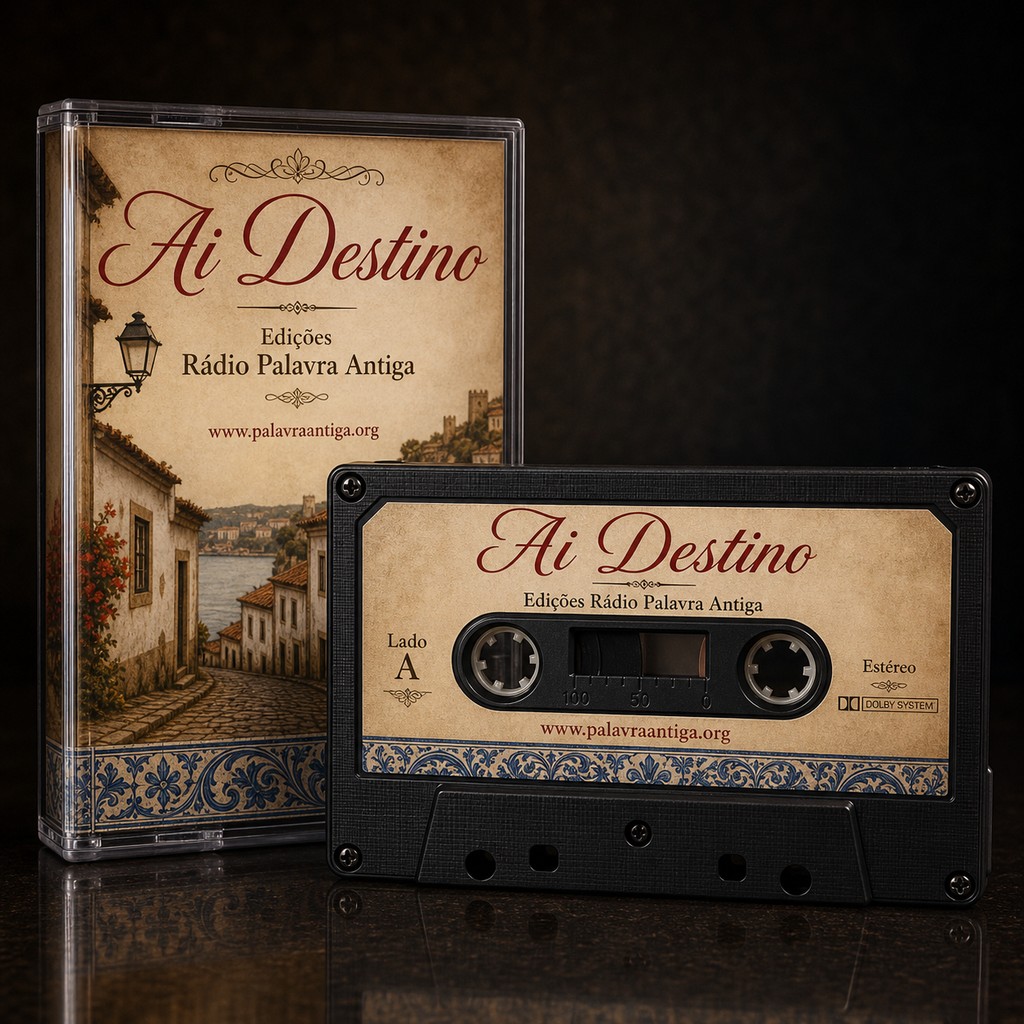 Ai Destino
Edições
Rádio Palavra Antiga
www.palavraantiga.org
Ai Destino
Edições Rádio Palavra Antiga
Lado
A
Estéreo
DOLBY SYSTEM
100 50 0
www.palavraantiga.org